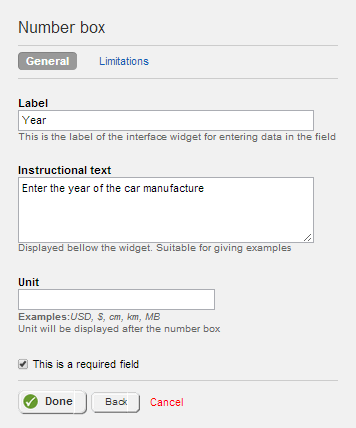 Number box
General Limitations
Label
Year
This is the label of the interface widget for entering data in the field
Instructional text
Enter the year of the car manufacture
Displayed bellow the widget. Suitable for giving examples
Unit
Examples:USD, $, cm, km, MB
Unit will be displayed after the number box
This is a required field
Done Back Cancel